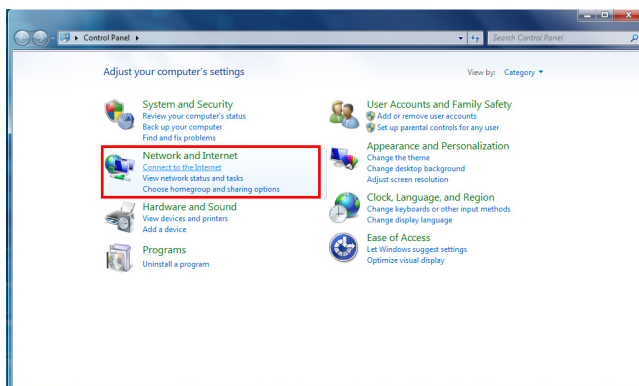 Control Panel
Search Control Panel
Adjust your computer's settings
View by: Category
System and Security
Review your computer's status
Back up your computer
Find and fix problems
Network and Internet
Connect to the Internet
View network status and tasks
Choose homegroup and sharing options
Hardware and Sound
View devices and printers
Add a device
Programs
Uninstall a program
User Accounts and Family Safety
Add or remove user accounts
Set up parental controls for any user
Appearance and Personalization
Change the theme
Change desktop background
Adjust screen resolution
Clock, Language, and Region
Change keyboards or other input methods
Change display language
Ease of Access
Let Windows suggest settings
Optimize visual display